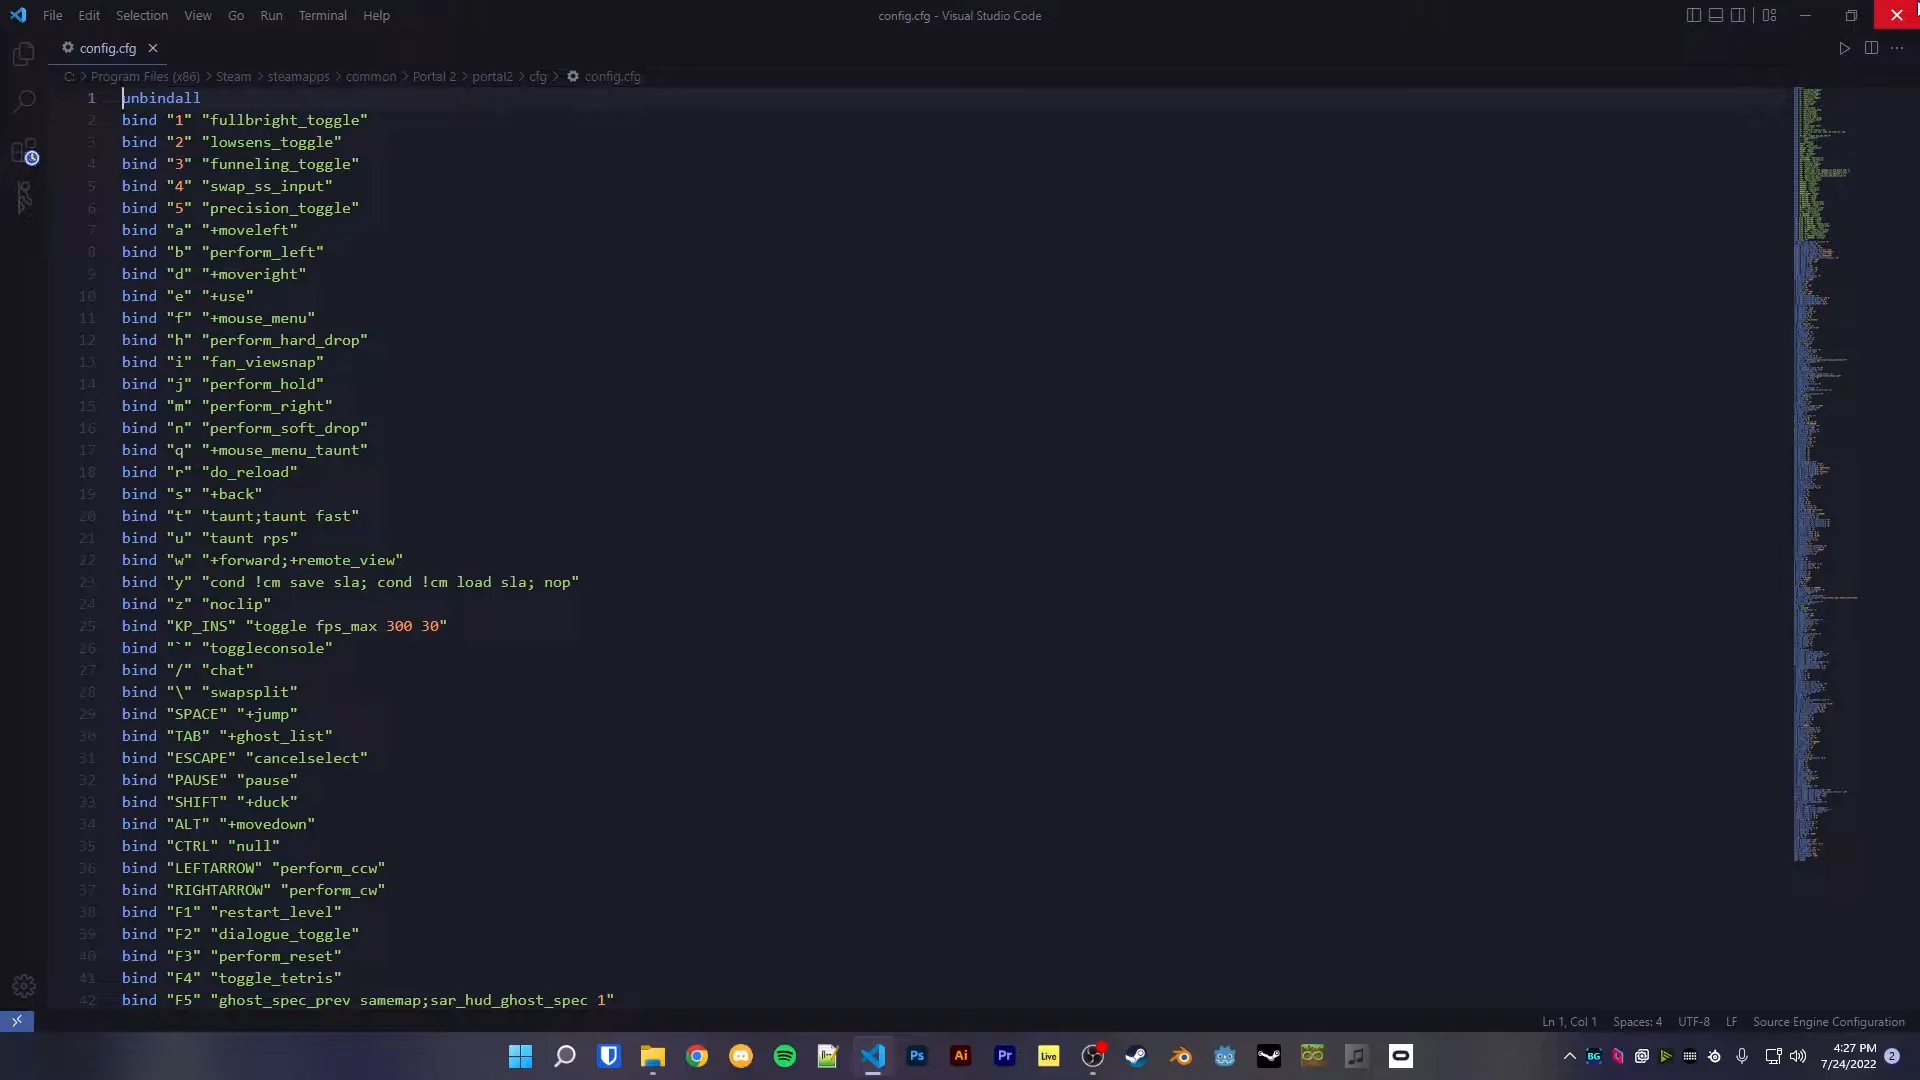 File Edit Selection View Go Run Terminal Help
config.cfg - Visual Studio Code
config.cfg
C: > Program Files (x86) > Steam > steamapps > common > Portal 2 > portal2 > cfg > config.cfg
1 unbindall
2 bind "1" "fullbright_toggle"
3 bind "2" "lowsens_toggle"
4 bind "3" "funneling_toggle"
5 bind "4" "swap_ss_input"
6 bind "5" "precision_toggle"
7 bind "a" "+moveleft"
8 bind "b" "perform_left"
9 bind "d" "+moveright"
10 bind "e" "+use"
11 bind "f" "+mouse_menu"
12 bind "h" "perform_hard_drop"
13 bind "i" "fan_viewsnap"
14 bind "j" "perform_hold"
15 bind "m" "perform_right"
16 bind "n" "perform_soft_drop"
17 bind "q" "+mouse_menu_taunt"
18 bind "r" "do_reload"
19 bind "s" "+back"
20 bind "t" "taunt;taunt fast"
21 bind "u" "taunt rps"
22 bind "w" "+forward;+remote_view"
23 bind "y" "cond !cm save sla; cond !cm load sla; nop"
24 bind "z" "noclip"
25 bind "KP_INS" "toggle fps_max 300 30"
26 bind "`" "toggleconsole"
27 bind "/" "chat"
28 bind "\" "swapsplit"
29 bind "SPACE" "+jump"
30 bind "TAB" "+ghost_list"
31 bind "ESCAPE" "cancelselect"
32 bind "PAUSE" "pause"
33 bind "SHIFT" "+duck"
34 bind "ALT" "+movedown"
35 bind "CTRL" "null"
36 bind "LEFTARROW" "perform_ccw"
37 bind "RIGHTARROW" "perform_cw"
38 bind "F1" "restart_level"
39 bind "F2" "dialogue_toggle"
40 bind "F3" "perform_reset"
41 bind "F4" "toggle_tetris"
42 bind "F5" "ghost_spec_prev samemap;sar_hud_ghost_spec 1"
Ln 1, Col 1 Spaces: 4 UTF-8 LF Source Engine Configuration
Ps Ai Pr Live BG
4:27 PM
7/24/2022 2